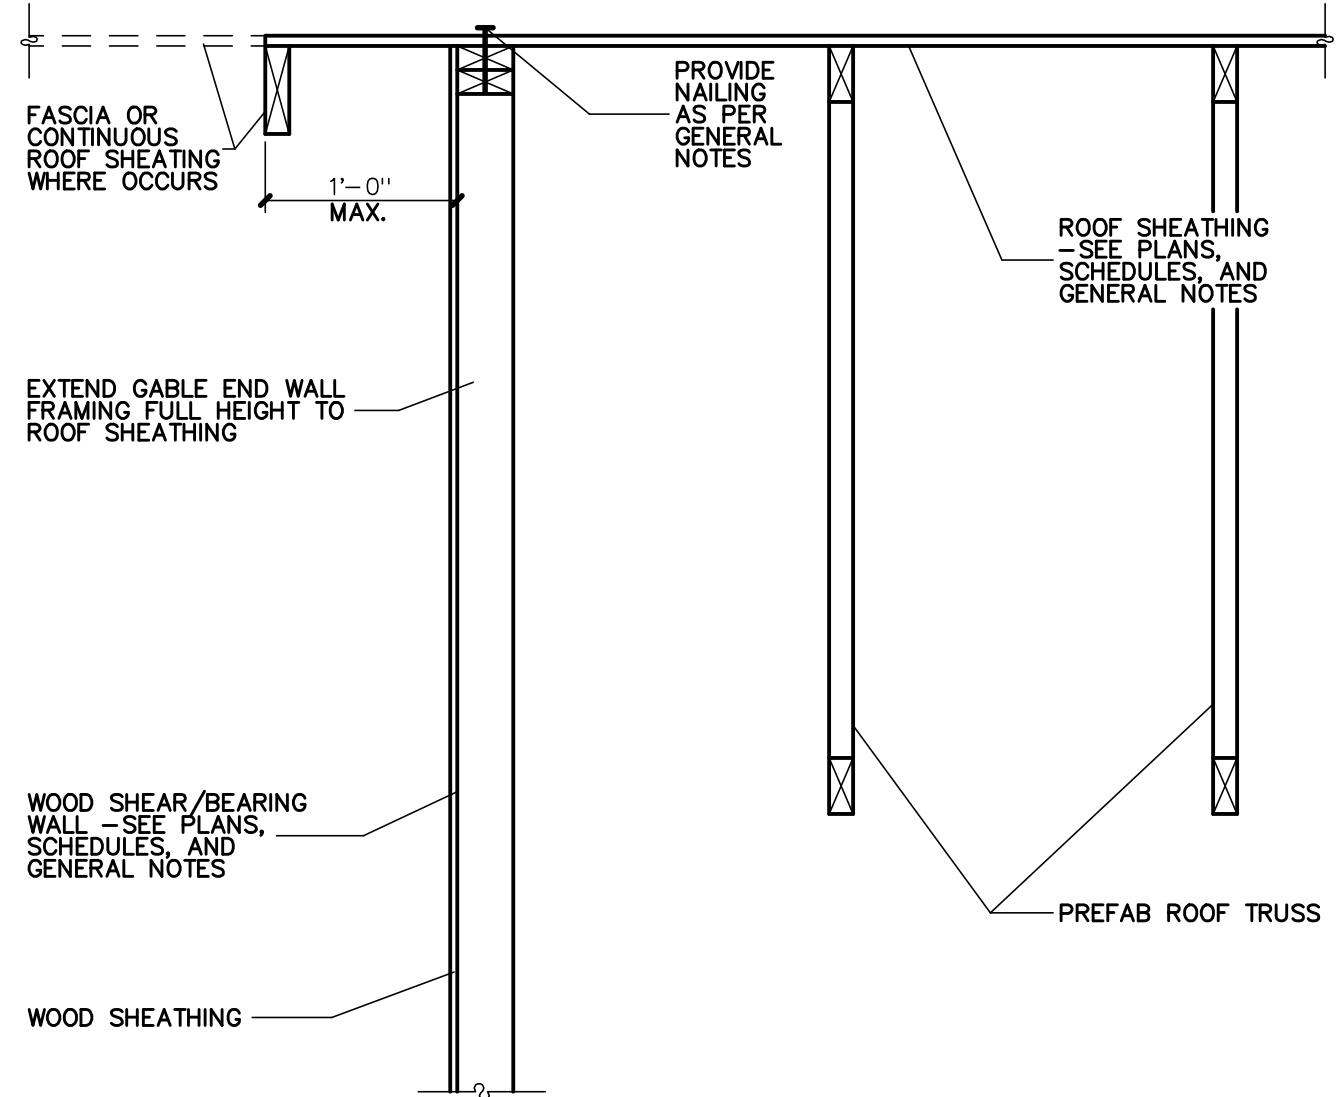 FASCIA OR
CONTINUOUS
ROOF SHEATING
WHERE OCCURS
1'-0"
MAX.
PROVIDE
NAILING
AS PER
GENERAL
NOTES
ROOF SHEATHING
-SEE PLANS,
SCHEDULES, AND
GENERAL NOTES
EXTEND GABLE END WALL
FRAMING FULL HEIGHT TO
ROOF SHEATHING
WOOD SHEAR/BEARING
WALL -SEE PLANS,
SCHEDULES, AND
GENERAL NOTES
PREFAB ROOF TRUSS
WOOD SHEATHING